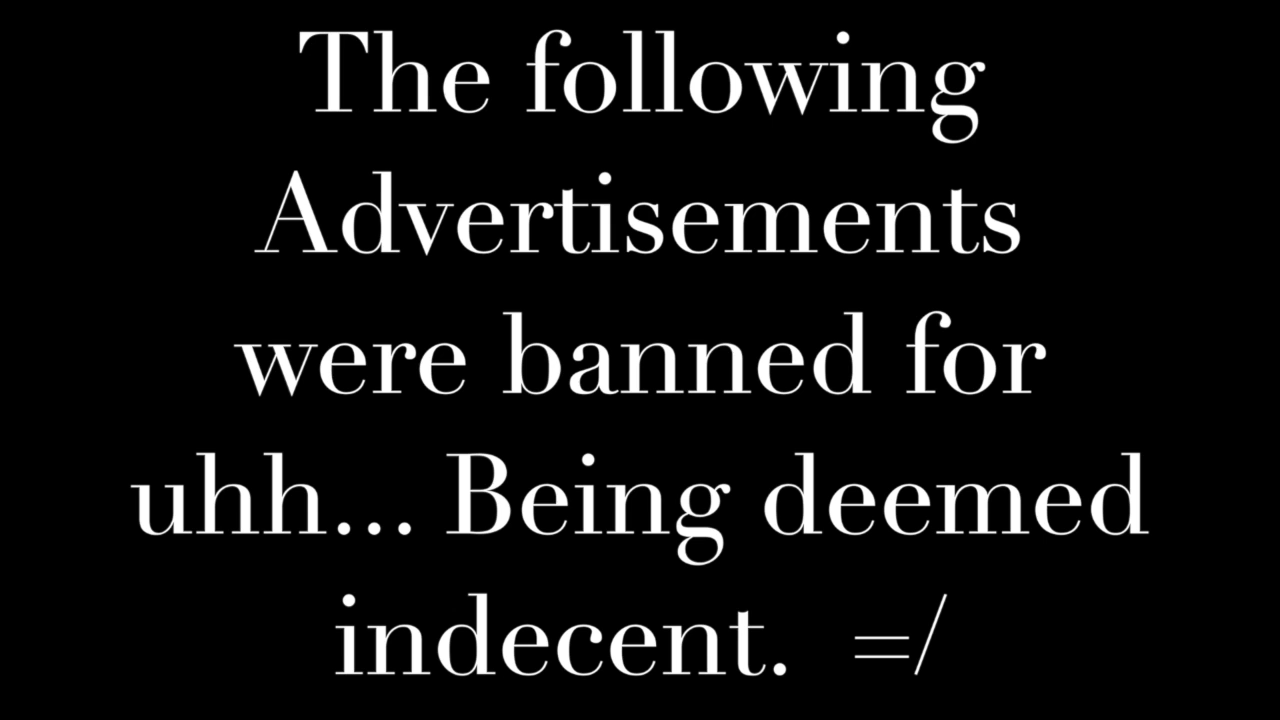 The following
Advertisements
were banned for
uhh... Being deemed
indecent.  =/